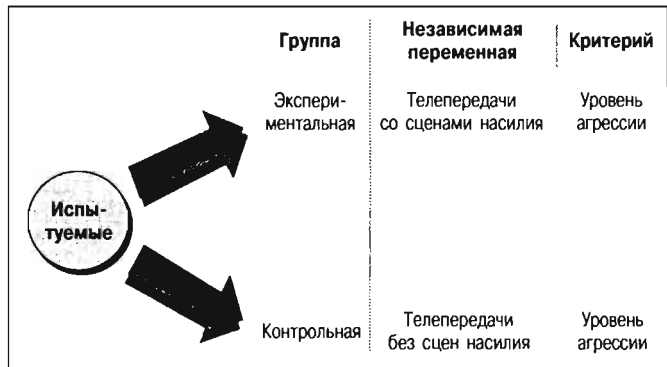 Группа
Независимая
переменная
Критерий
Экспери-
ментальная
Телепередачи
со сценами насилия
Уровень
агрессии
Испы-
туемые
Контрольная
Телепередачи
без сцен насилия
Уровень
агрессии